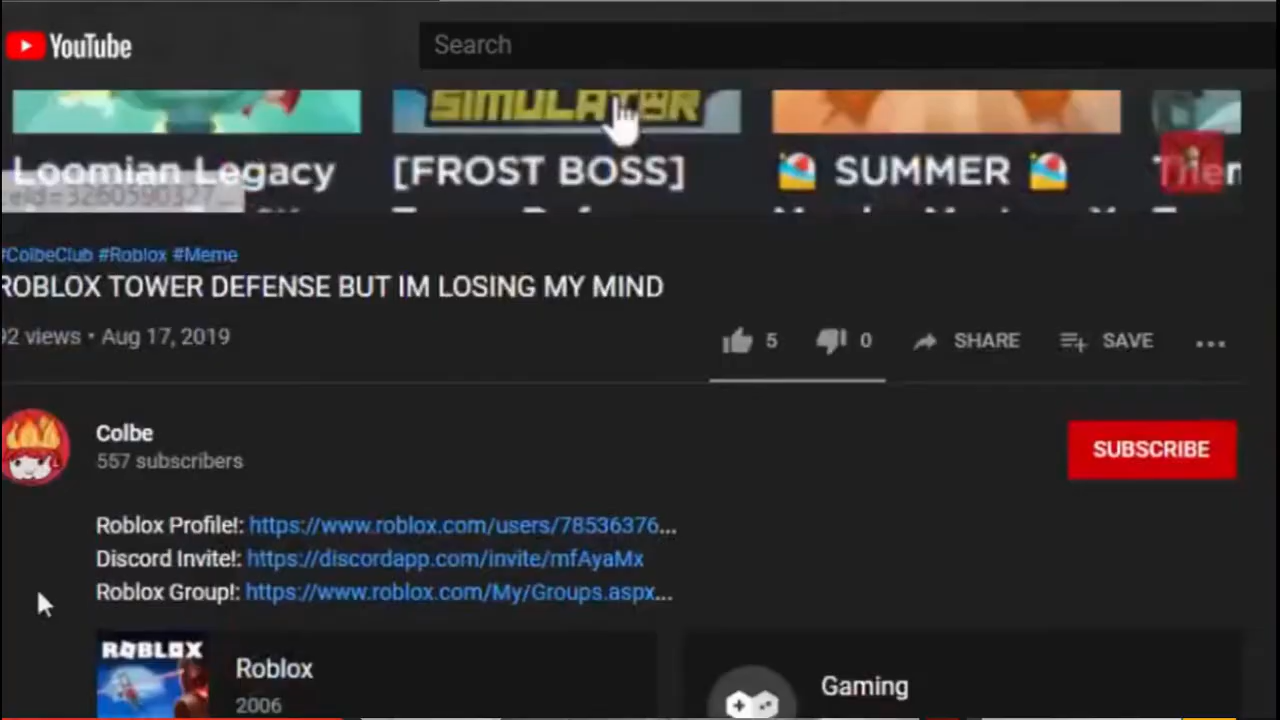 YouTube
Search
SIMULATOR
Loomian Legacy
[FROST BOSS]
SUMMER
#ColbeClub #Roblox #Meme
ROBLOX TOWER DEFENSE BUT IM LOSING MY MIND
92 views • Aug 17, 2019
5
0
SHARE
SAVE
Colbe
557 subscribers
SUBSCRIBE
Roblox Profile!: https://www.roblox.com/users/78536376...
Discord Invite!: https://discordapp.com/invite/mfAyaMx
Roblox Group!: https://www.roblox.com/My/Groups.aspx...
ROBLOX
Roblox
2006
Gaming